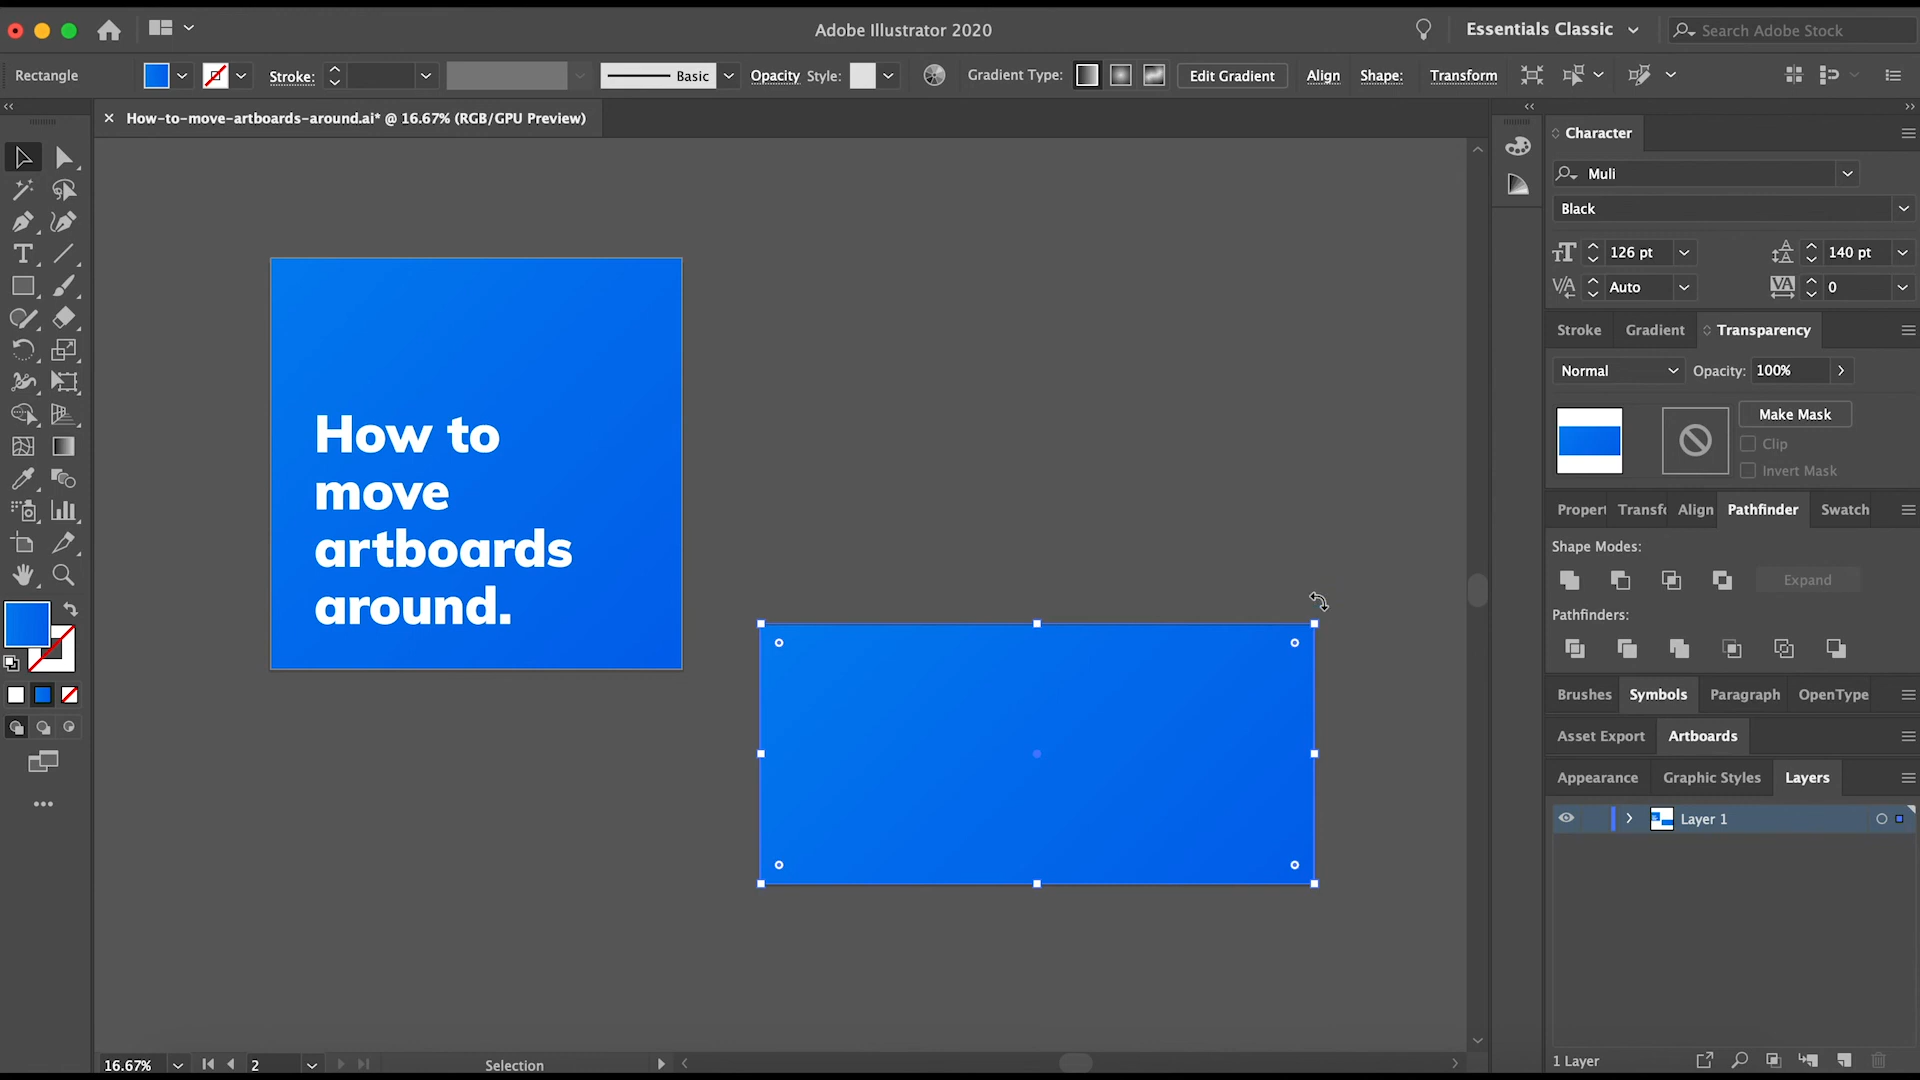 Adobe Illustrator 2020
Essentials Classic
Search Adobe Stock
Rectangle
Stroke:
Basic
Opacity
Style:
Gradient Type:
Edit Gradient
Align
Shape:
Transform
How-to-move-artboards-around.ai* @ 16.67% (RGB/GPU Preview)
Character
Muli
Black
126 pt
140 pt
Auto
0
Stroke
Gradient
Transparency
Normal
Opacity:
100%
Make Mask
Clip
Invert Mask
Propert
Transfo
Align
Pathfinder
Swatch
Shape Modes:
Expand
Pathfinders:
Brushes
Symbols
Paragraph
OpenType
Asset Export
Artboards
Appearance
Graphic Styles
Layers
Layer 1
How to
move
artboards
around.
16.67%
2
Selection
1 Layer